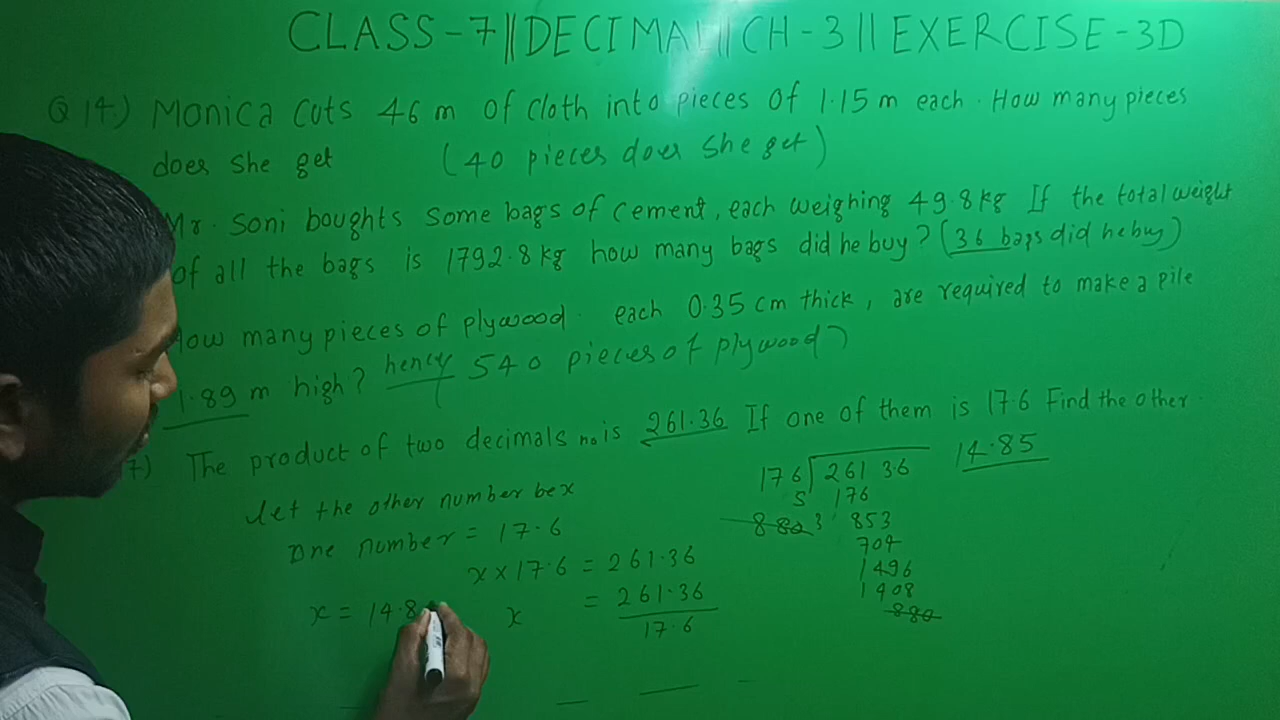 CLASS-7||DECIMAL||CH-3||EXERCISE-3D
Q 14) Monica cuts 46 m of cloth into pieces of 1.15 m each. How many pieces
does she get (40 pieces does she get)
Mr. Soni boughts some bags of cement, each weighing 49.8 kg If the total weight
of all the bags is 1792.8 kg how many bags did he buy? (36 bags did he buy)
How many pieces of plywood. each 0.35 cm thick, are required to make a pile
1.89 m high? 540 pieces of plywood)
7) The product of two decimals no is 261.36 If one of them is 17.6 Find the other.
let the other number be x
one number = 17.6
x × 17.6 = 261.36
x = 261.36
17.6
x = 14.8
176 261 3.6 14.85
5 176
3 853
704
1496
1408
880